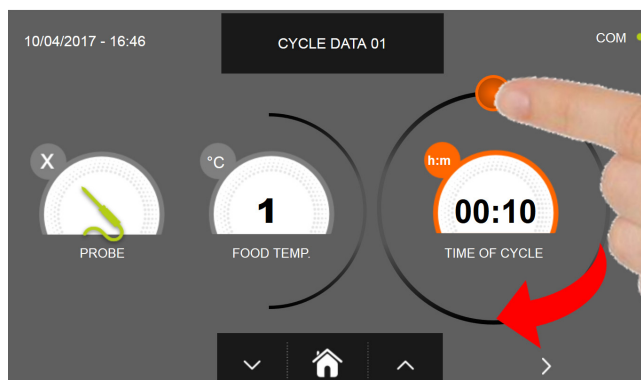 10/04/2017 - 16:46
CYCLE DATA 01
COM
X
°C
h:m
1
00:10
PROBE
FOOD TEMP.
TIME OF CYCLE